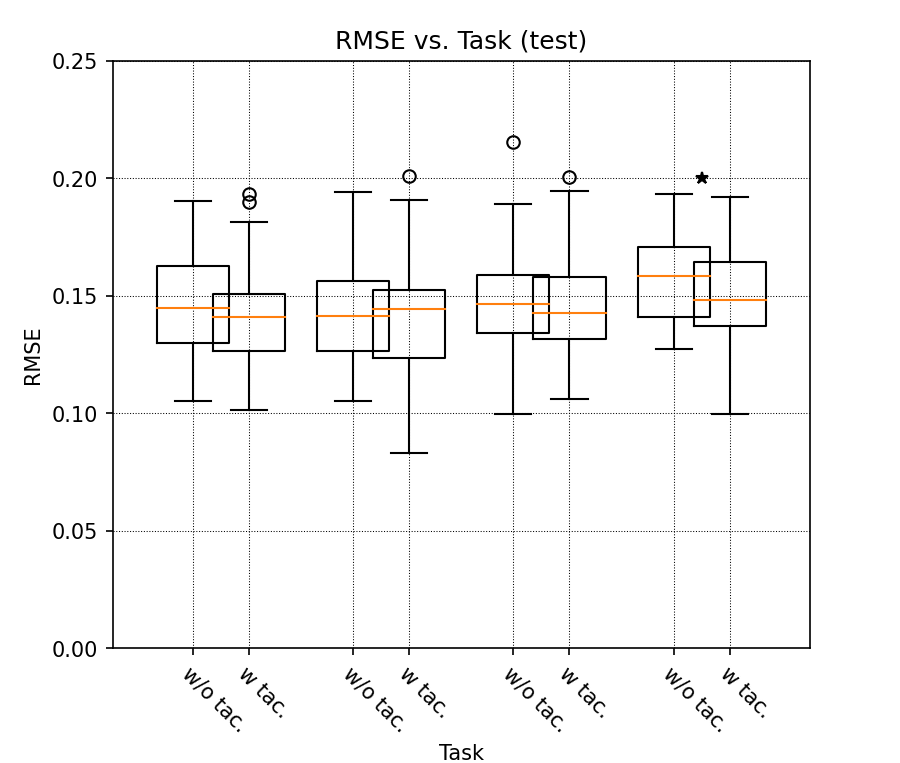 RMSE vs. Task (test)
0.25
0.20
0.15
0.10
0.05
0.00
RMSE
w/o tac.
w tac.
w/o tac.
w tac.
w/o tac.
w tac.
w/o tac.
w tac.
Task